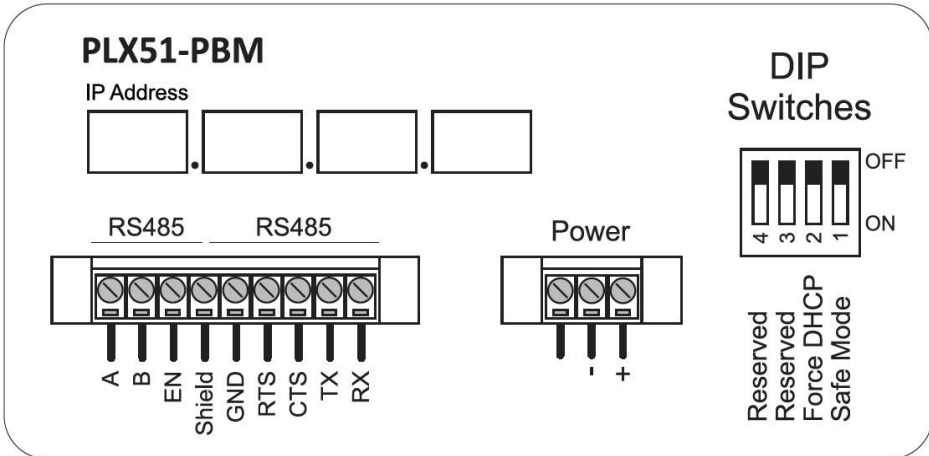 PLX51-PBM
IP Address
. . .
DIP
Switches
OFF
ON
4 3 2 1
Reserved
Reserved
Force DHCP
Safe Mode
RS485 RS485
A
B
EN
Shield
GND
RTS
CTS
TX
RX
Power
-
+